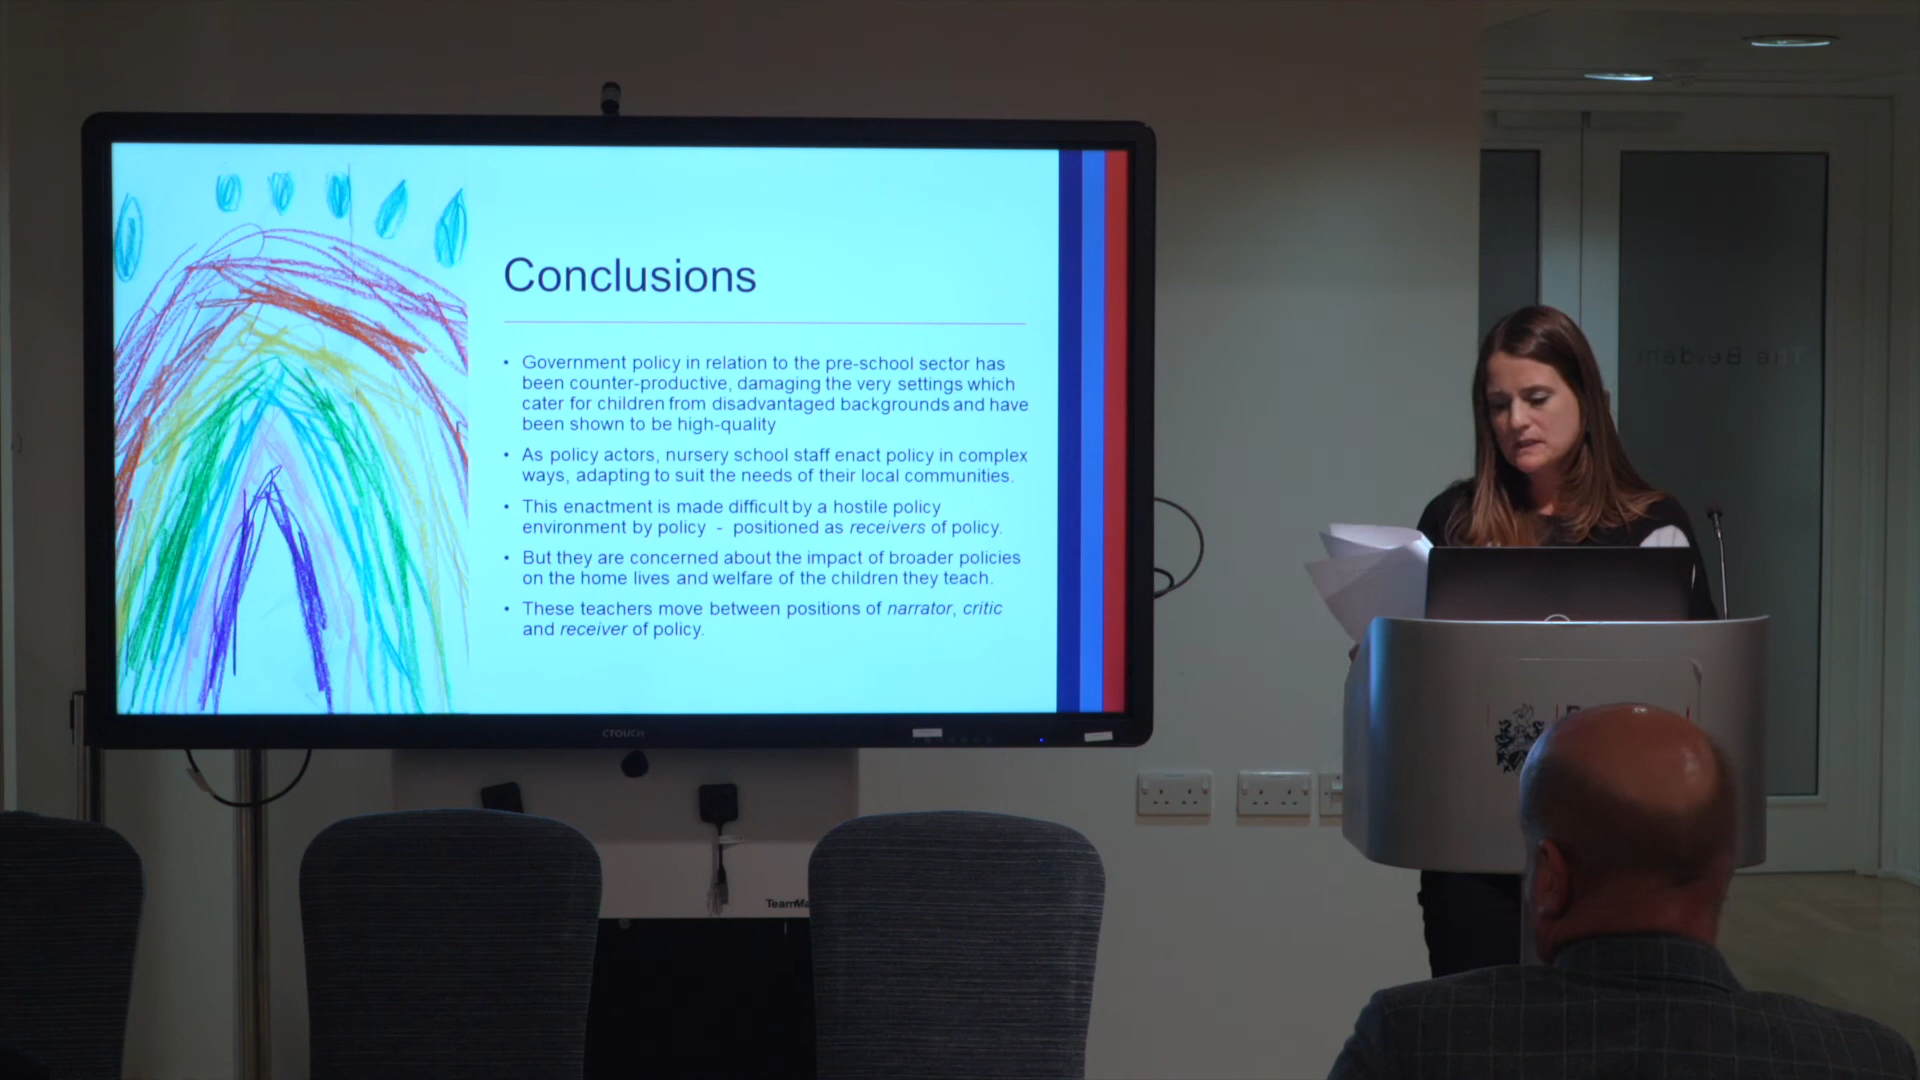 Conclusions
• Government policy in relation to the pre-school sector has
been counter-productive, damaging the very settings which
cater for children from disadvantaged backgrounds and have
been shown to be high-quality
• As policy actors, nursery school staff enact policy in complex
ways, adapting to suit the needs of their local communities.
• This enactment is made difficult by a hostile policy
environment by policy - positioned as receivers of policy.
• But they are concerned about the impact of broader policies
on the home lives and welfare of the children they teach.
• These teachers move between positions of narrator, critic
and receiver of policy.
CTOUCH